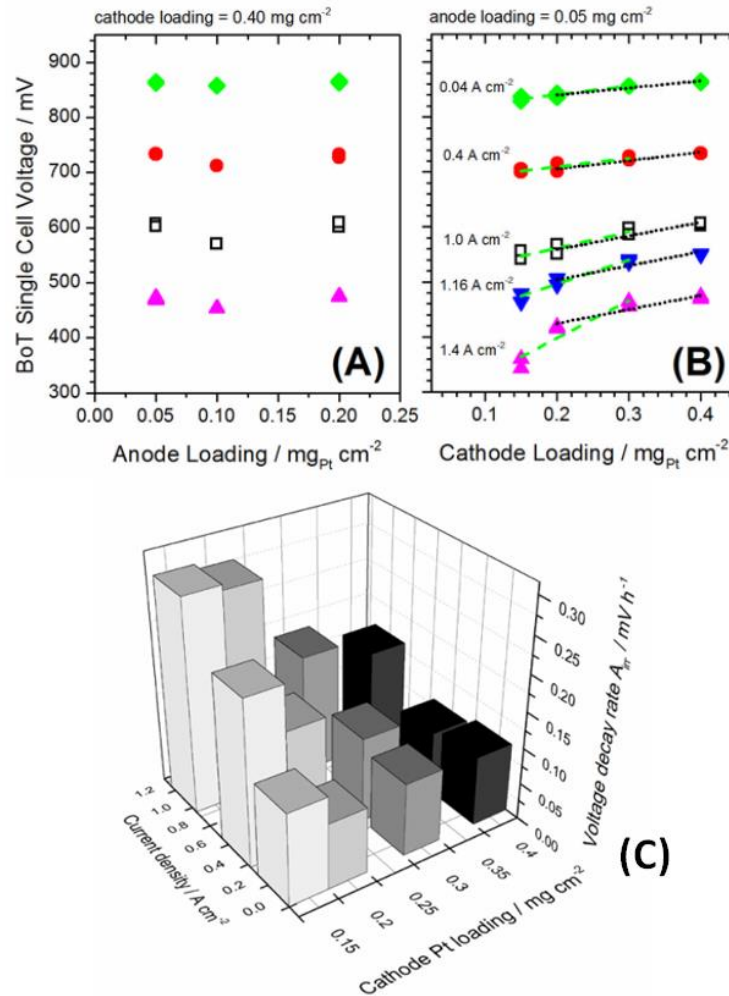 cathode loading = 0.40 mg cm⁻²
anode loading = 0.05 mg cm⁻²
BoT Single Cell Voltage / mV
900
800
700
600
500
400
300
0.00 0.05 0.10 0.15 0.20 0.25
Anode Loading / mg_Pt cm⁻²
(A)
0.04 A cm⁻²
0.4 A cm⁻²
1.0 A cm⁻²
1.16 A cm⁻²
1.4 A cm⁻²
(B)
0.1 0.2 0.3 0.4
Cathode Loading / mg_Pt cm⁻²
0.30
0.25
0.20
0.15
0.10
0.05
0.00
Voltage decay rate A_irr / mV h⁻¹
1.2
1.0
0.8
0.6
0.4
0.2
0.0
Current density / A cm⁻²
0.15
0.2
0.25
0.3
0.35
0.4
Cathode Pt loading / mg cm⁻²
(C)